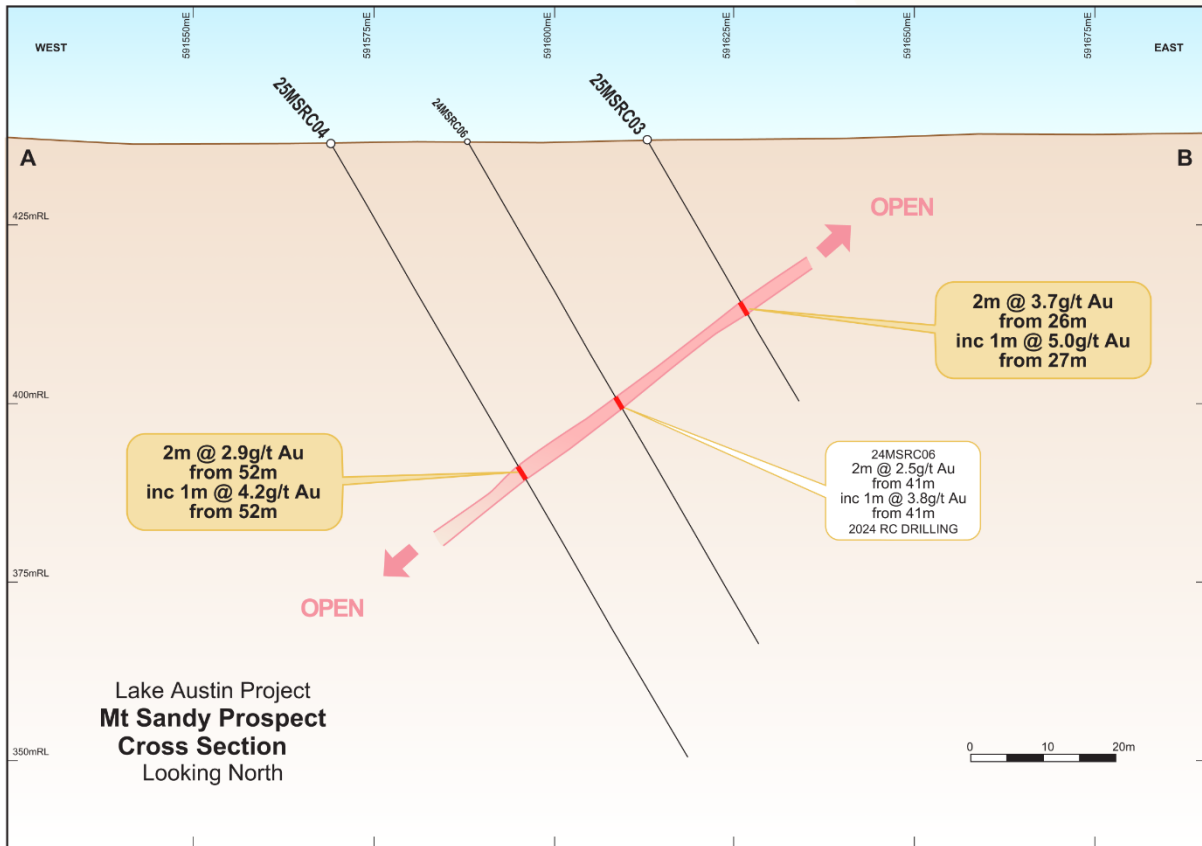 591550mE
591575mE
591600mE
591625mE
591650mE
591675mE
WEST
EAST
25MSRC04
24MSRC06
25MSRC03
A
B
425mRL
OPEN
2m @ 3.7g/t Au
from 26m
inc 1m @ 5.0g/t Au
from 27m
400mRL
2m @ 2.9g/t Au
from 52m
inc 1m @ 4.2g/t Au
from 52m
24MSRC06
2m @ 2.5g/t Au
from 41m
inc 1m @ 3.8g/t Au
from 41m
2024 RC DRILLING
375mRL
OPEN
Lake Austin Project
Mt Sandy Prospect
Cross Section
Looking North
350mRL
0 10 20m